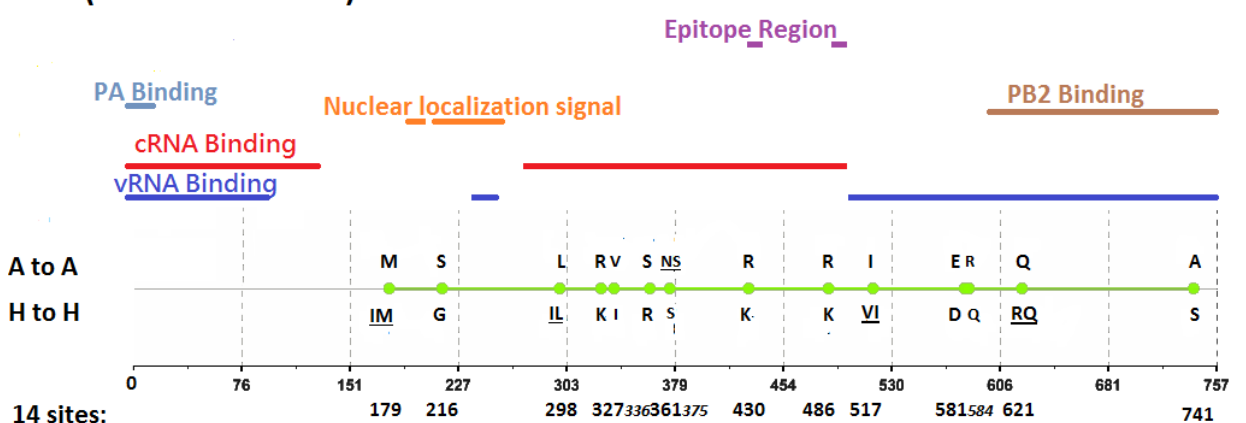 Epitope Region
PA Binding
PB2 Binding
Nuclear localization signal
cRNA Binding
vRNA Binding
A to A M S L R V S NS R R I E R Q A
H to H IM G IL K I R S K K VI D Q RQ S
0 76 151 227 303 379 454 530 606 681 757
14 sites: 179 216 298 327 336 361 375 430 486 517 581 584 621 741